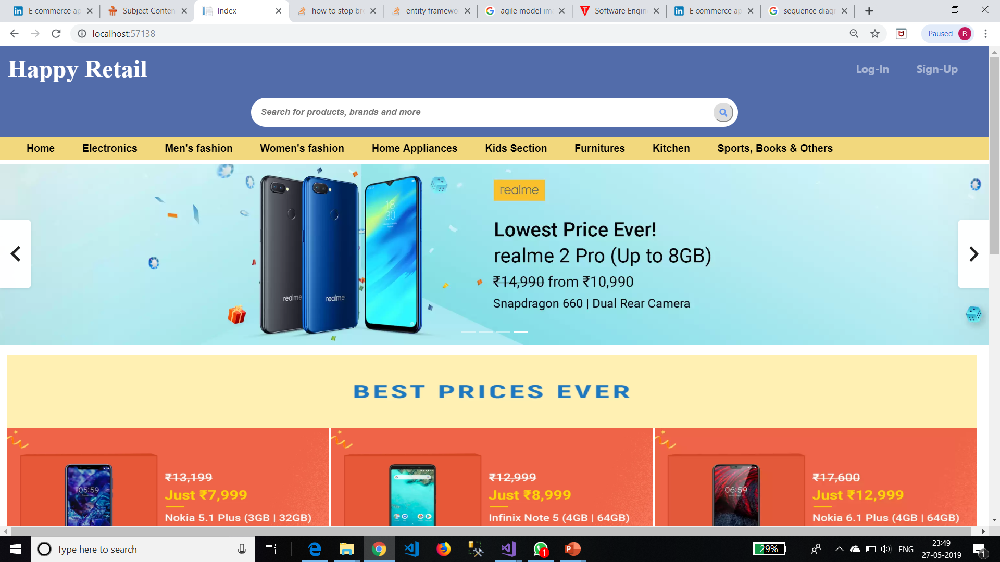 E commerce ap
Subject Conten
Index
how to stop br
entity framewo
agile model ima
Software Engin
E commerce ap
sequence diagr
localhost:57138
Paused
R
Happy Retail
Log-In
Sign-Up
Search for products, brands and more
Home
Electronics
Men's fashion
Women's fashion
Home Appliances
Kids Section
Furnitures
Kitchen
Sports, Books & Others
realme
Lowest Price Ever!
realme 2 Pro (Up to 8GB)
₹14,990 from ₹10,990
Snapdragon 660 | Dual Rear Camera
18
30
realme
realme
BEST PRICES EVER
05:59
₹13,199
Just ₹7,999
Nokia 5.1 Plus (3GB | 32GB)
₹12,999
Just ₹8,999
Infinix Note 5 (4GB | 64GB)
06:59
₹17,600
Just ₹12,999
Nokia 6.1 Plus (4GB | 64GB)
Type here to search
1
29%
ENG
23:49
27-05-2019
1